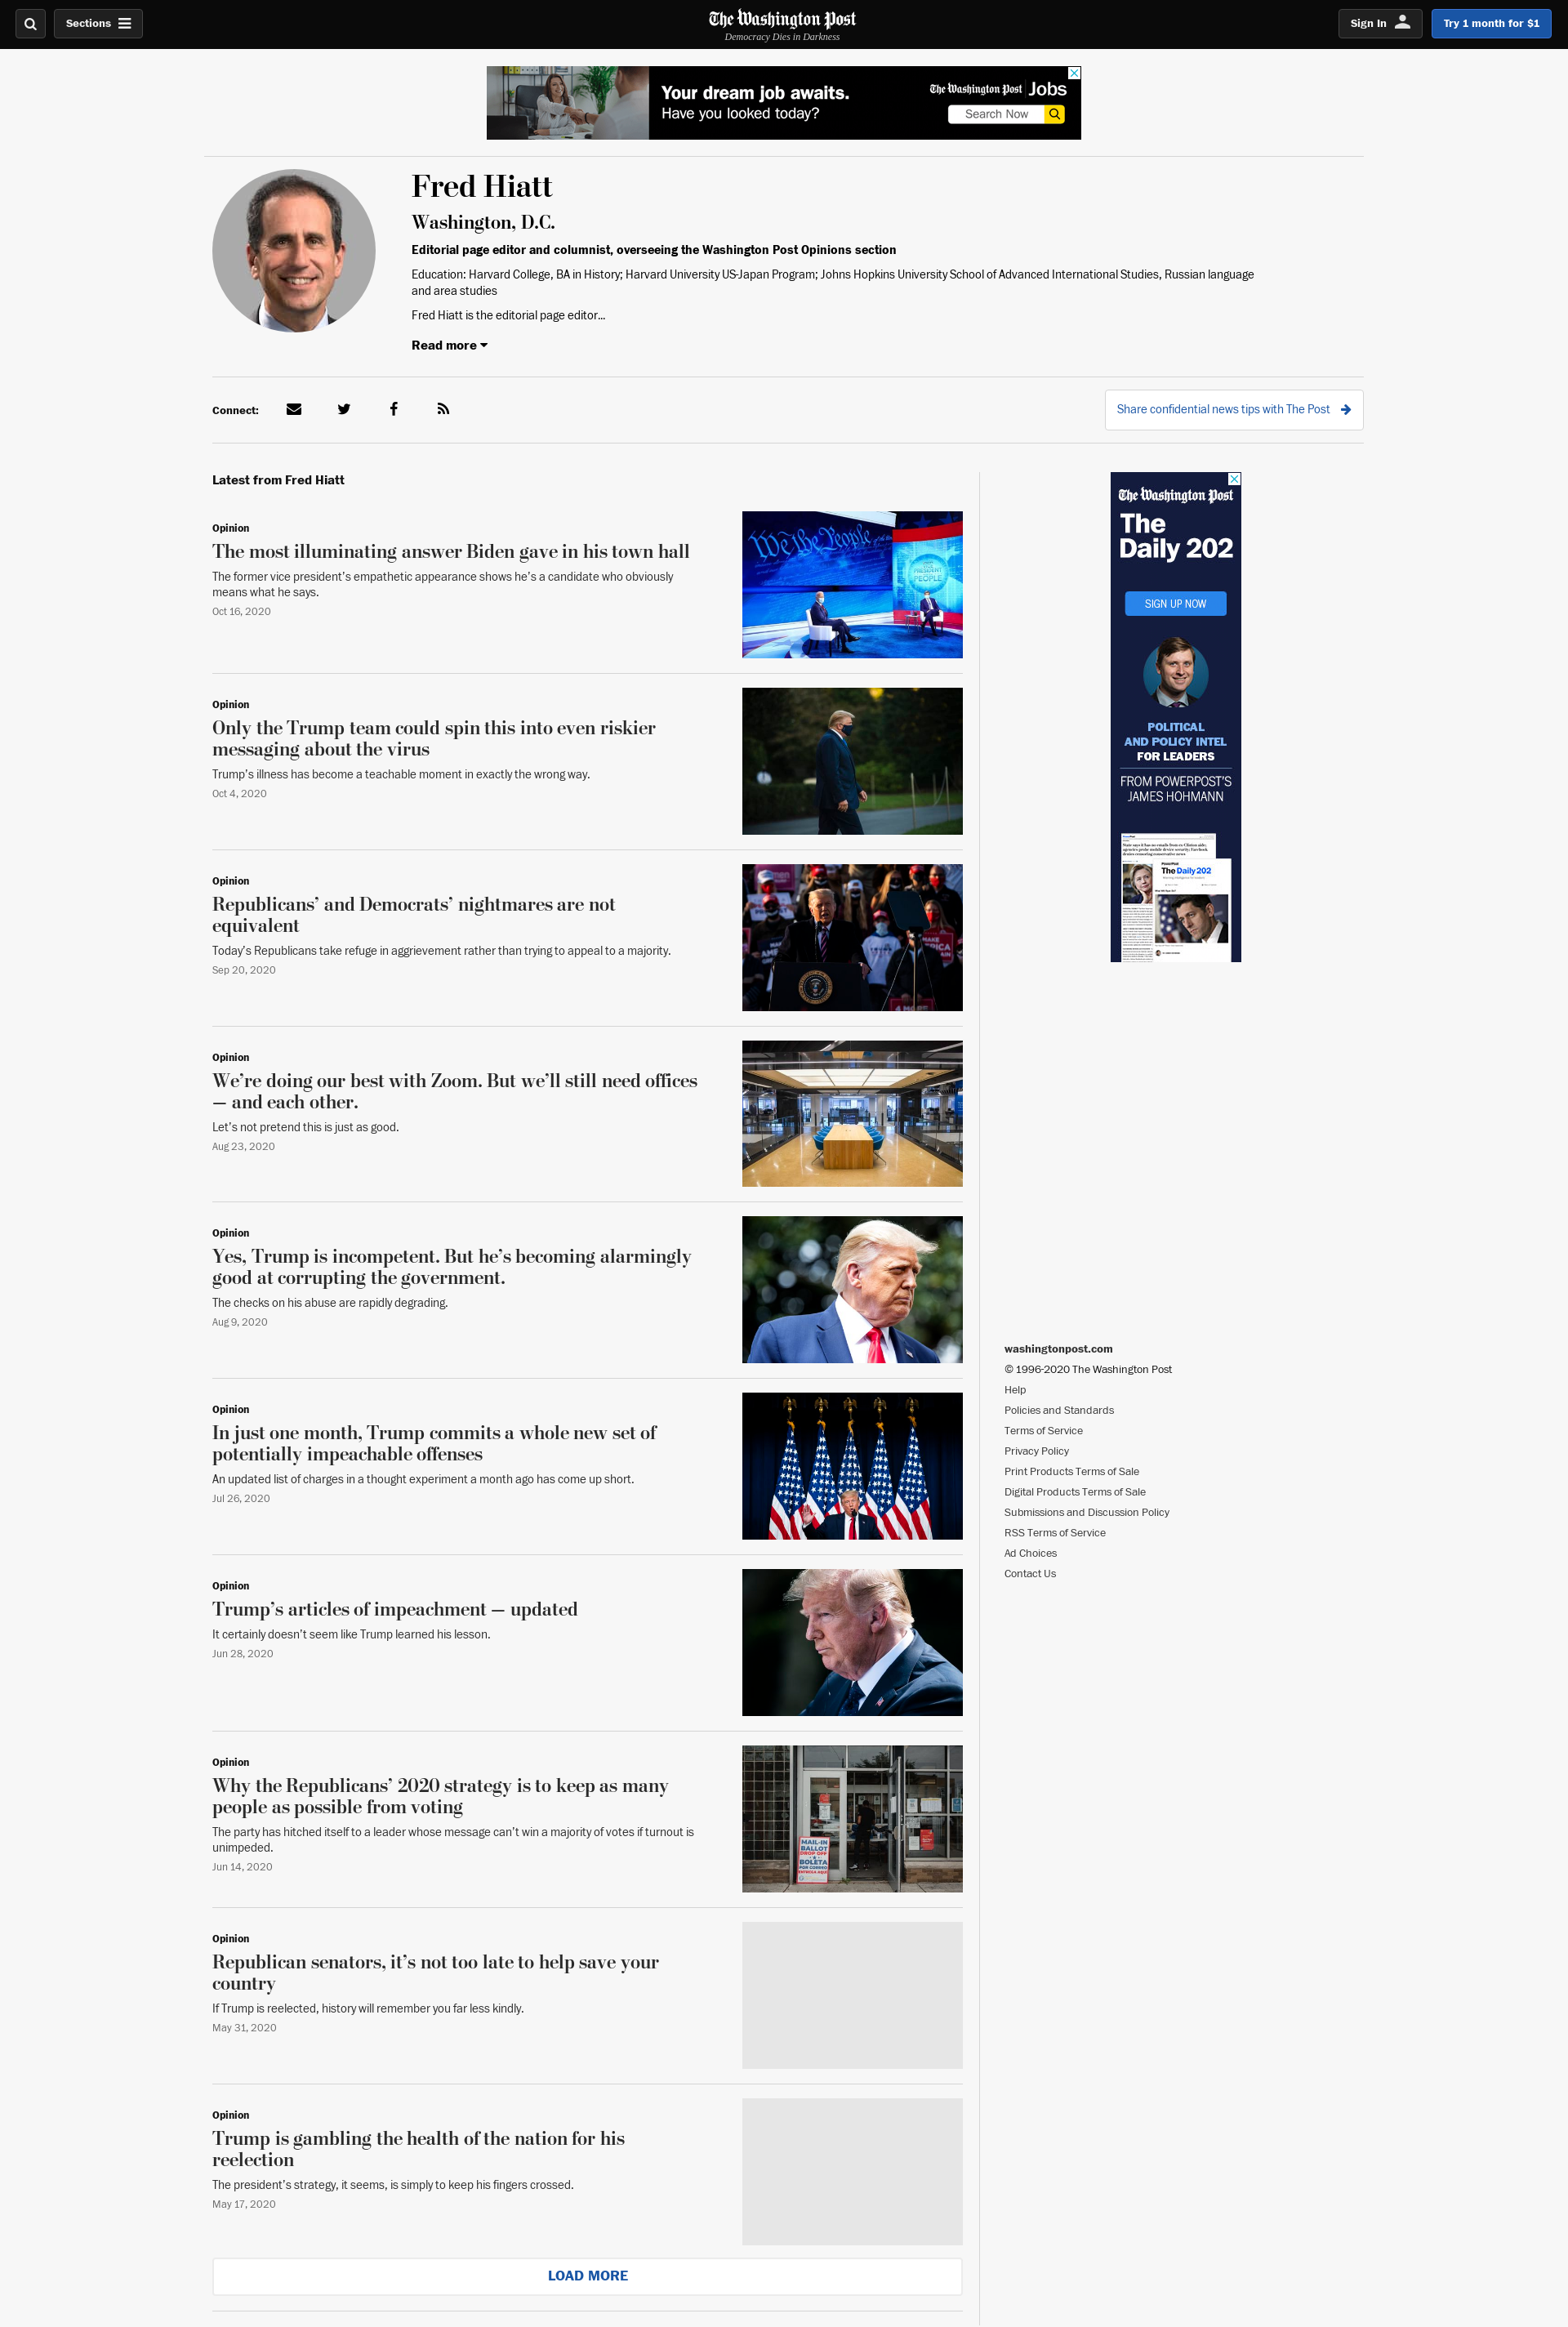 Sections
The Washington Post
Democracy Dies in Darkness
Sign In
Try 1 month for $1
Your dream job awaits.
Have you looked today?
The Washington Post Jobs
Search Now
Fred Hiatt
Washington, D.C.
Editorial page editor and columnist, overseeing the Washington Post Opinions section
Education: Harvard College, BA in History; Harvard University US-Japan Program; Johns Hopkins University School of Advanced International Studies, Russian language
and area studies
Fred Hiatt is the editorial page editor...
Read more
Connect:
Share confidential news tips with The Post
Latest from Fred Hiatt
Opinion
The most illuminating answer Biden gave in his town hall
The former vice president’s empathetic appearance shows he’s a candidate who obviously
means what he says.
Oct 16, 2020
We the People
Opinion
Only the Trump team could spin this into even riskier
messaging about the virus
Trump’s illness has become a teachable moment in exactly the wrong way.
Oct 4, 2020
Opinion
Republicans’ and Democrats’ nightmares are not
equivalent
Today’s Republicans take refuge in aggrievement rather than trying to appeal to a majority.
Sep 20, 2020
Opinion
We’re doing our best with Zoom. But we’ll still need offices
— and each other.
Let’s not pretend this is just as good.
Aug 23, 2020
Opinion
Yes, Trump is incompetent. But he’s becoming alarmingly
good at corrupting the government.
The checks on his abuse are rapidly degrading.
Aug 9, 2020
Opinion
In just one month, Trump commits a whole new set of
potentially impeachable offenses
An updated list of charges in a thought experiment a month ago has come up short.
Jul 26, 2020
Opinion
Trump’s articles of impeachment — updated
It certainly doesn’t seem like Trump learned his lesson.
Jun 28, 2020
Opinion
Why the Republicans’ 2020 strategy is to keep as many
people as possible from voting
The party has hitched itself to a leader whose message can’t win a majority of votes if turnout is
unimpeded.
Jun 14, 2020
MAIL-IN
BALLOT
DROP OFF
BOLETA
Opinion
Republican senators, it’s not too late to help save your
country
If Trump is reelected, history will remember you far less kindly.
May 31, 2020
Opinion
Trump is gambling the health of the nation for his
reelection
The president’s strategy, it seems, is simply to keep his fingers crossed.
May 17, 2020
LOAD MORE
The Washington Post
The
Daily 202
SIGN UP NOW
POLITICAL
AND POLICY INTEL
FOR LEADERS
FROM POWERPOST'S
JAMES HOHMANN
The Daily 202
washingtonpost.com
© 1996-2020 The Washington Post
Help
Policies and Standards
Terms of Service
Privacy Policy
Print Products Terms of Sale
Digital Products Terms of Sale
Submissions and Discussion Policy
RSS Terms of Service
Ad Choices
Contact Us